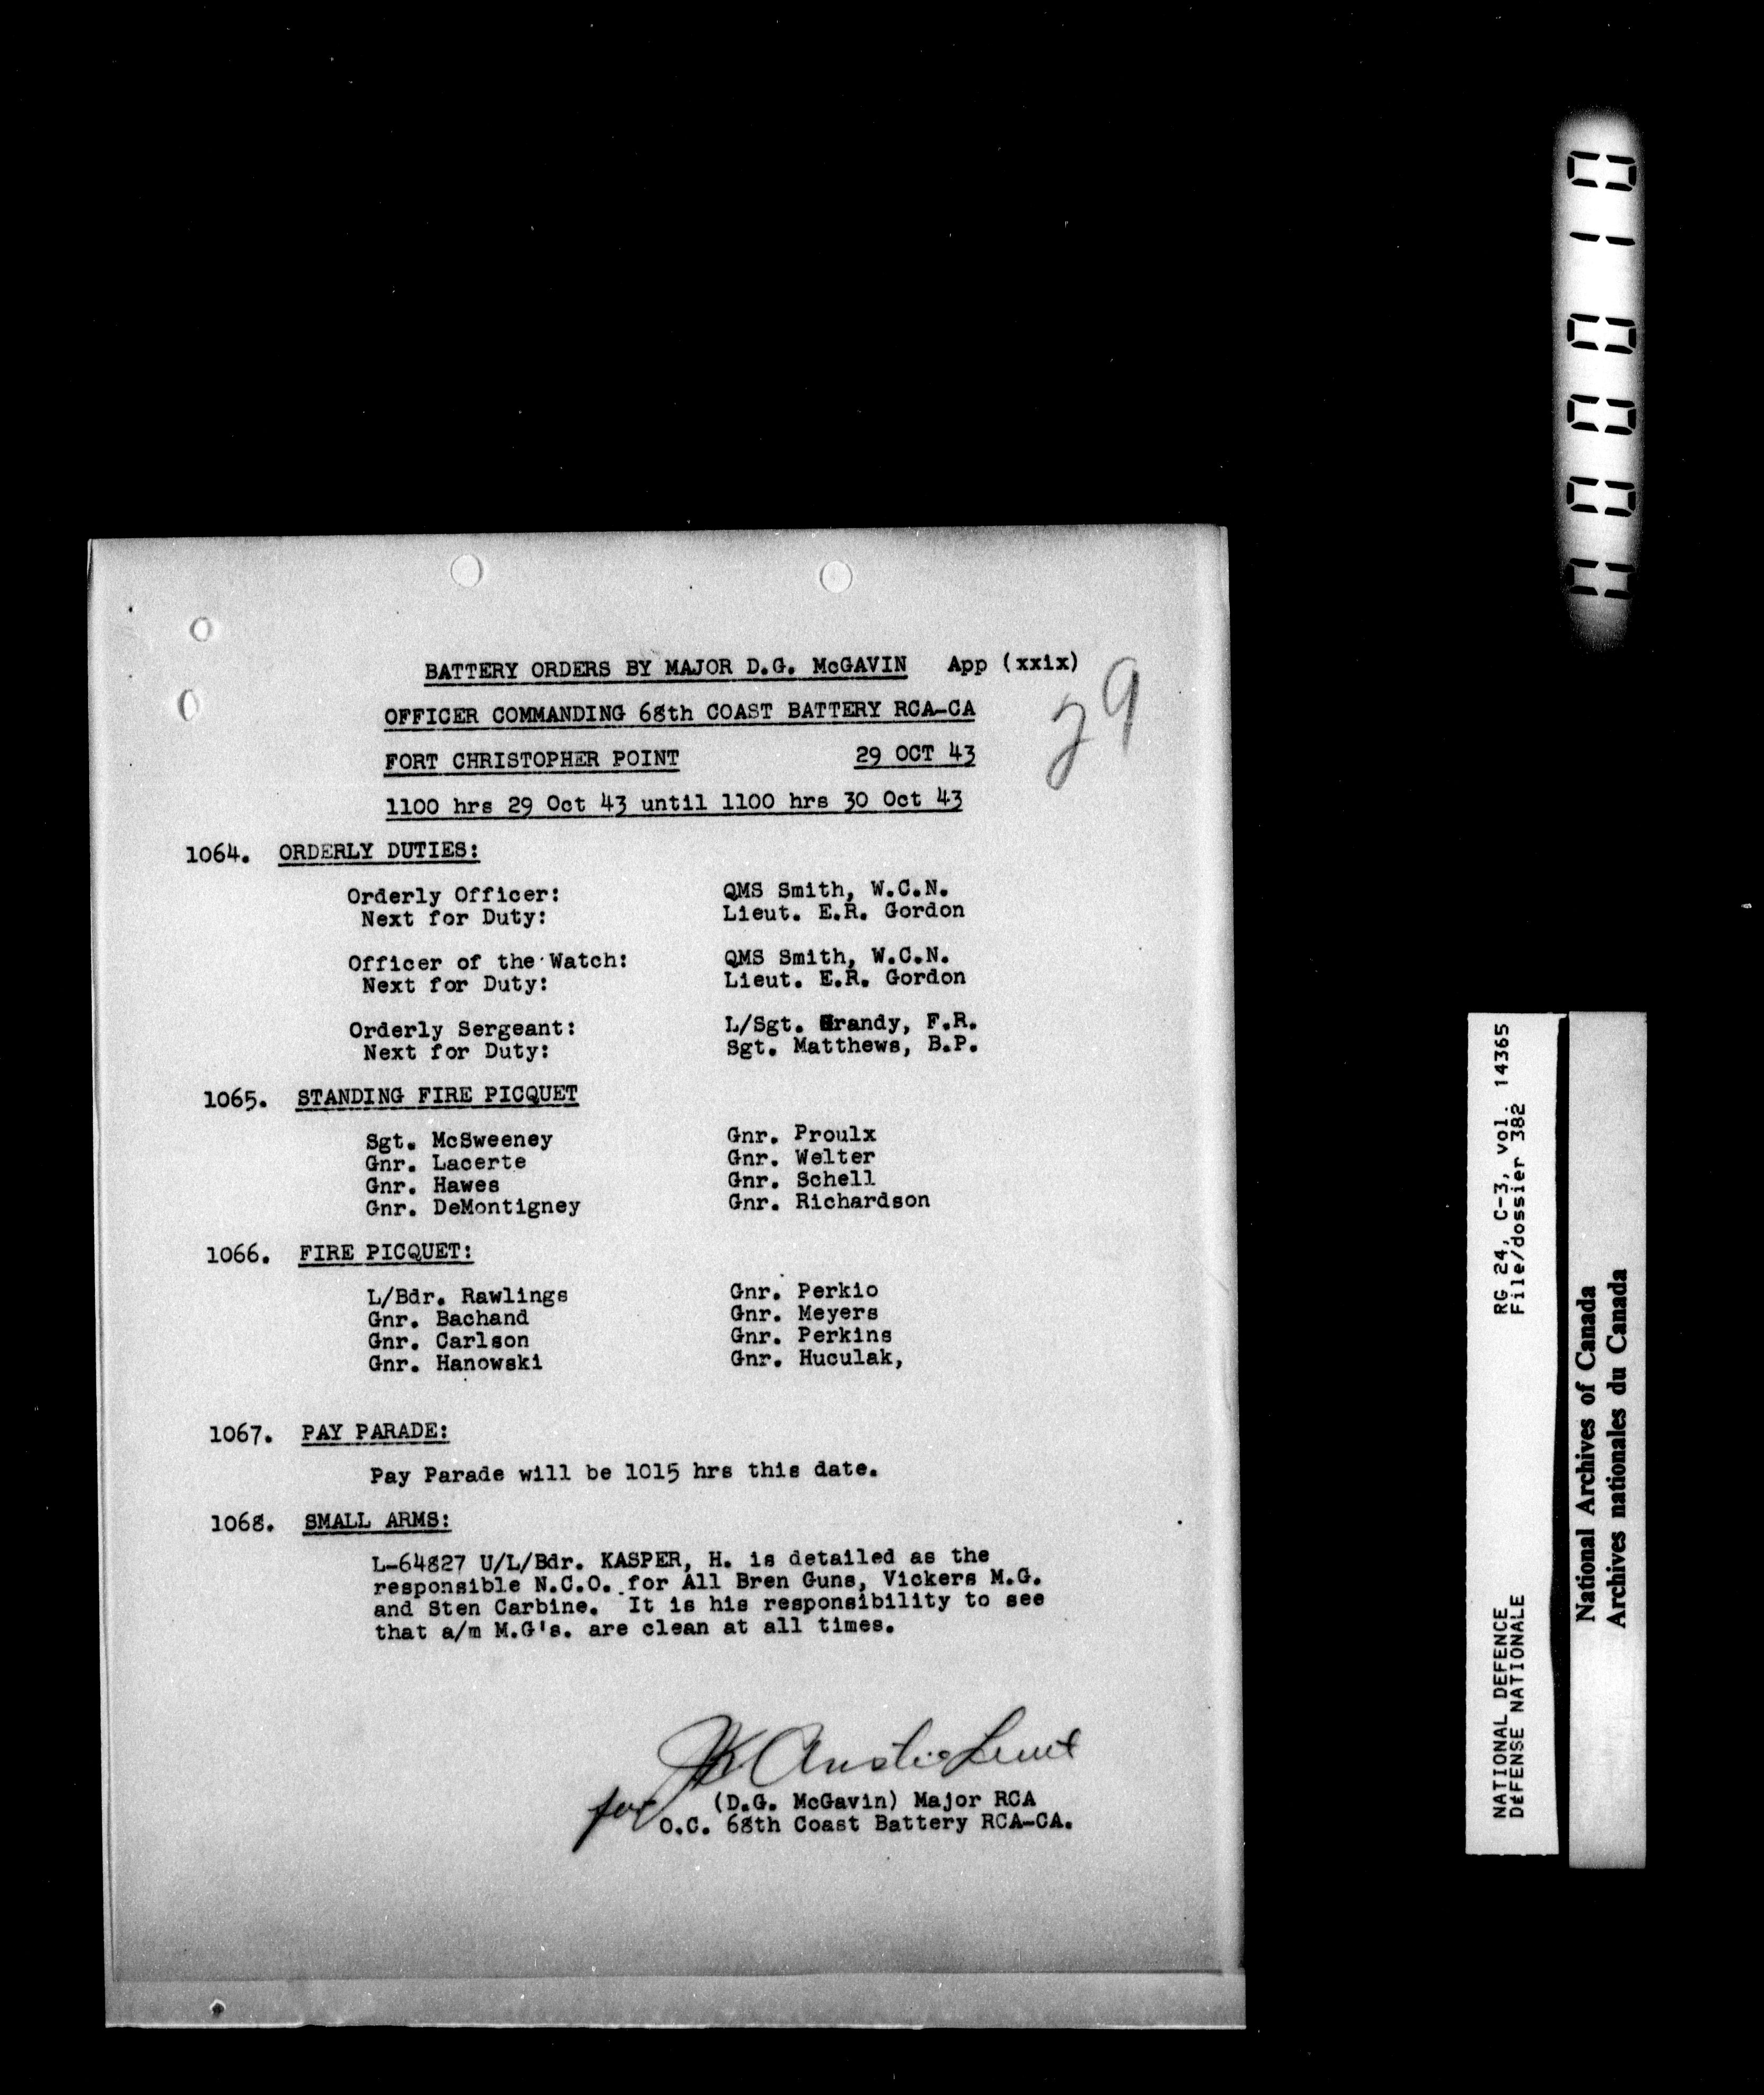 BATTERY ORDERS BY MAJOR D.G. McGAVIN App (xxix)
29
OFFICER COMMANDING 68th COAST BATTERY RCA-CA
FORT CHRISTOPHER POINT 29 OCT 43
1100 hrs 29 Oct 43 until 1100 hrs 30 Oct 43
1064. ORDERLY DUTIES:
Orderly Officer: QMS Smith, W.C.N.
Next for Duty: Lieut. E.R. Gordon
Officer of the Watch: QMS Smith, W.C.N.
Next for Duty: Lieut. E.R. Gordon
Orderly Sergeant: L/Sgt. Grandy, F.R.
Next for Duty: Sgt. Matthews, B.P.
1065. STANDING FIRE PICQUET
Sgt. McSweeney Gnr. Proulx
Gnr. Lacerte Gnr. Welter
Gnr. Hawes Gnr. Schell
Gnr. DeMontigney Gnr. Richardson
1066. FIRE PICQUET:
L/Bdr. Rawlings Gnr. Perkio
Gnr. Bachand Gnr. Meyers
Gnr. Carlson Gnr. Perkins
Gnr. Hanowski Gnr. Huculak,
1067. PAY PARADE:
Pay Parade will be 1015 hrs this date.
1068. SMALL ARMS:
L-64827 U/L/Bdr. KASPER, H. is detailed as the
responsible N.C.O. for All Bren Guns, Vickers M.G.
and Sten Carbine. It is his responsibility to see
that a/m M.G's. are clean at all times.
Lieut
for (D.G. McGavin) Major RCA
O.C. 68th Coast Battery RCA-CA.
NATIONAL DEFENCE RG 24, C-3, vol. 14365
DÉFENSE NATIONALE File/dossier 382
National Archives of Canada
Archives nationales du Canada